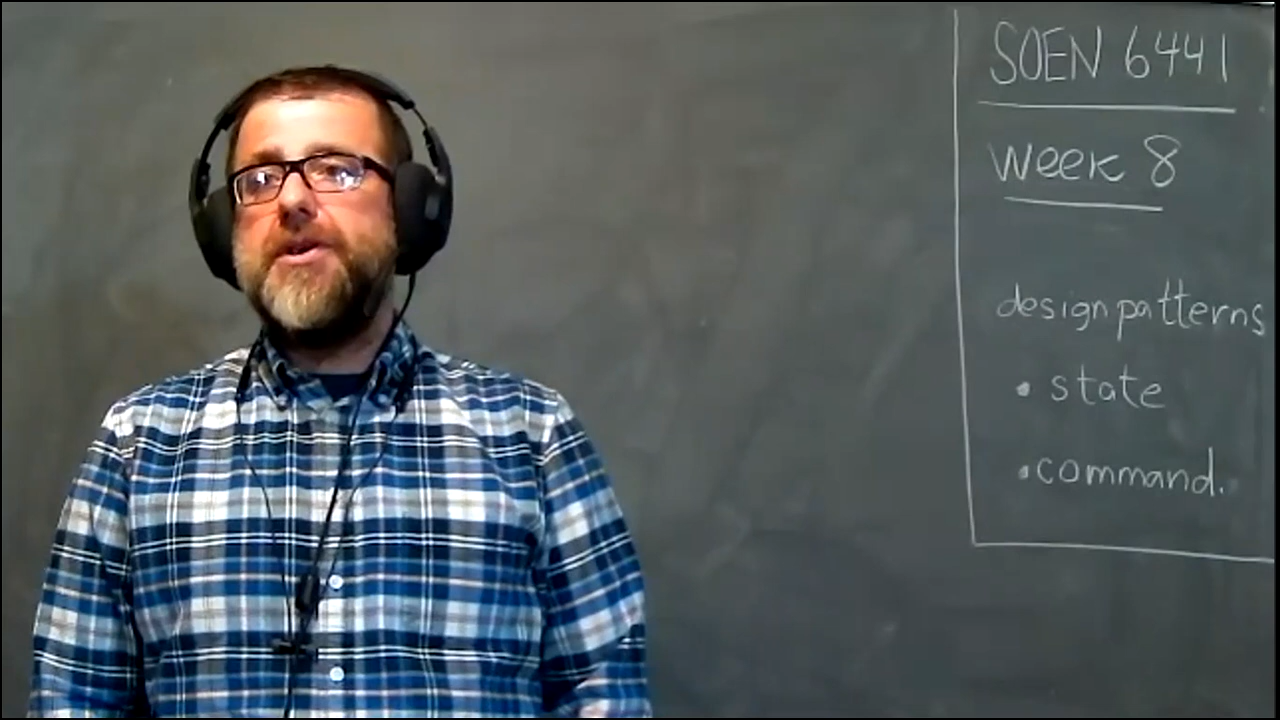 SOEN 6441
Week 8
design patterns
• state
• command.